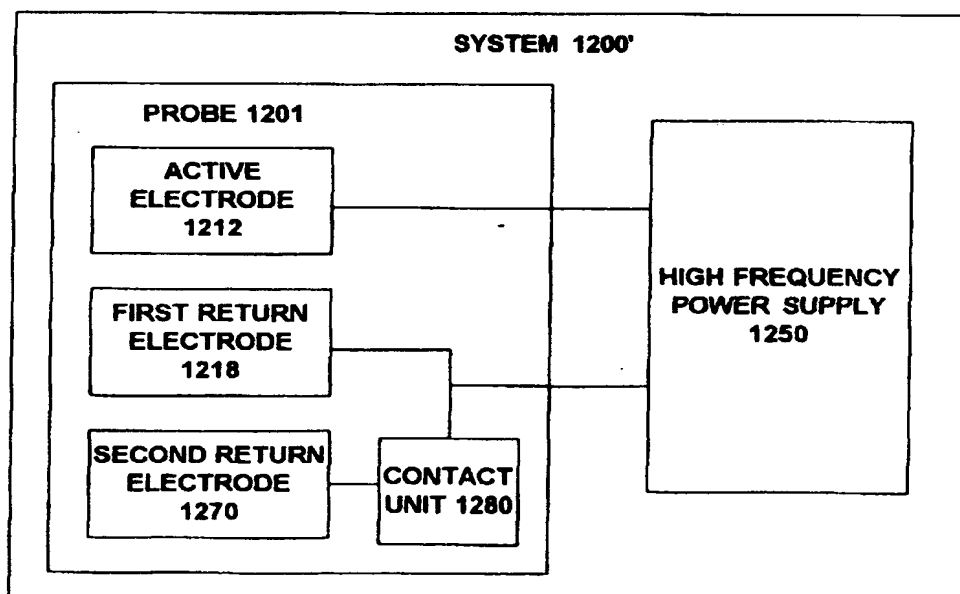 SYSTEM 1200'
PROBE 1201
ACTIVE
ELECTRODE
1212
FIRST RETURN
ELECTRODE
1218
SECOND RETURN
ELECTRODE
1270
CONTACT
UNIT 1280
HIGH FREQUENCY
POWER SUPPLY
1250